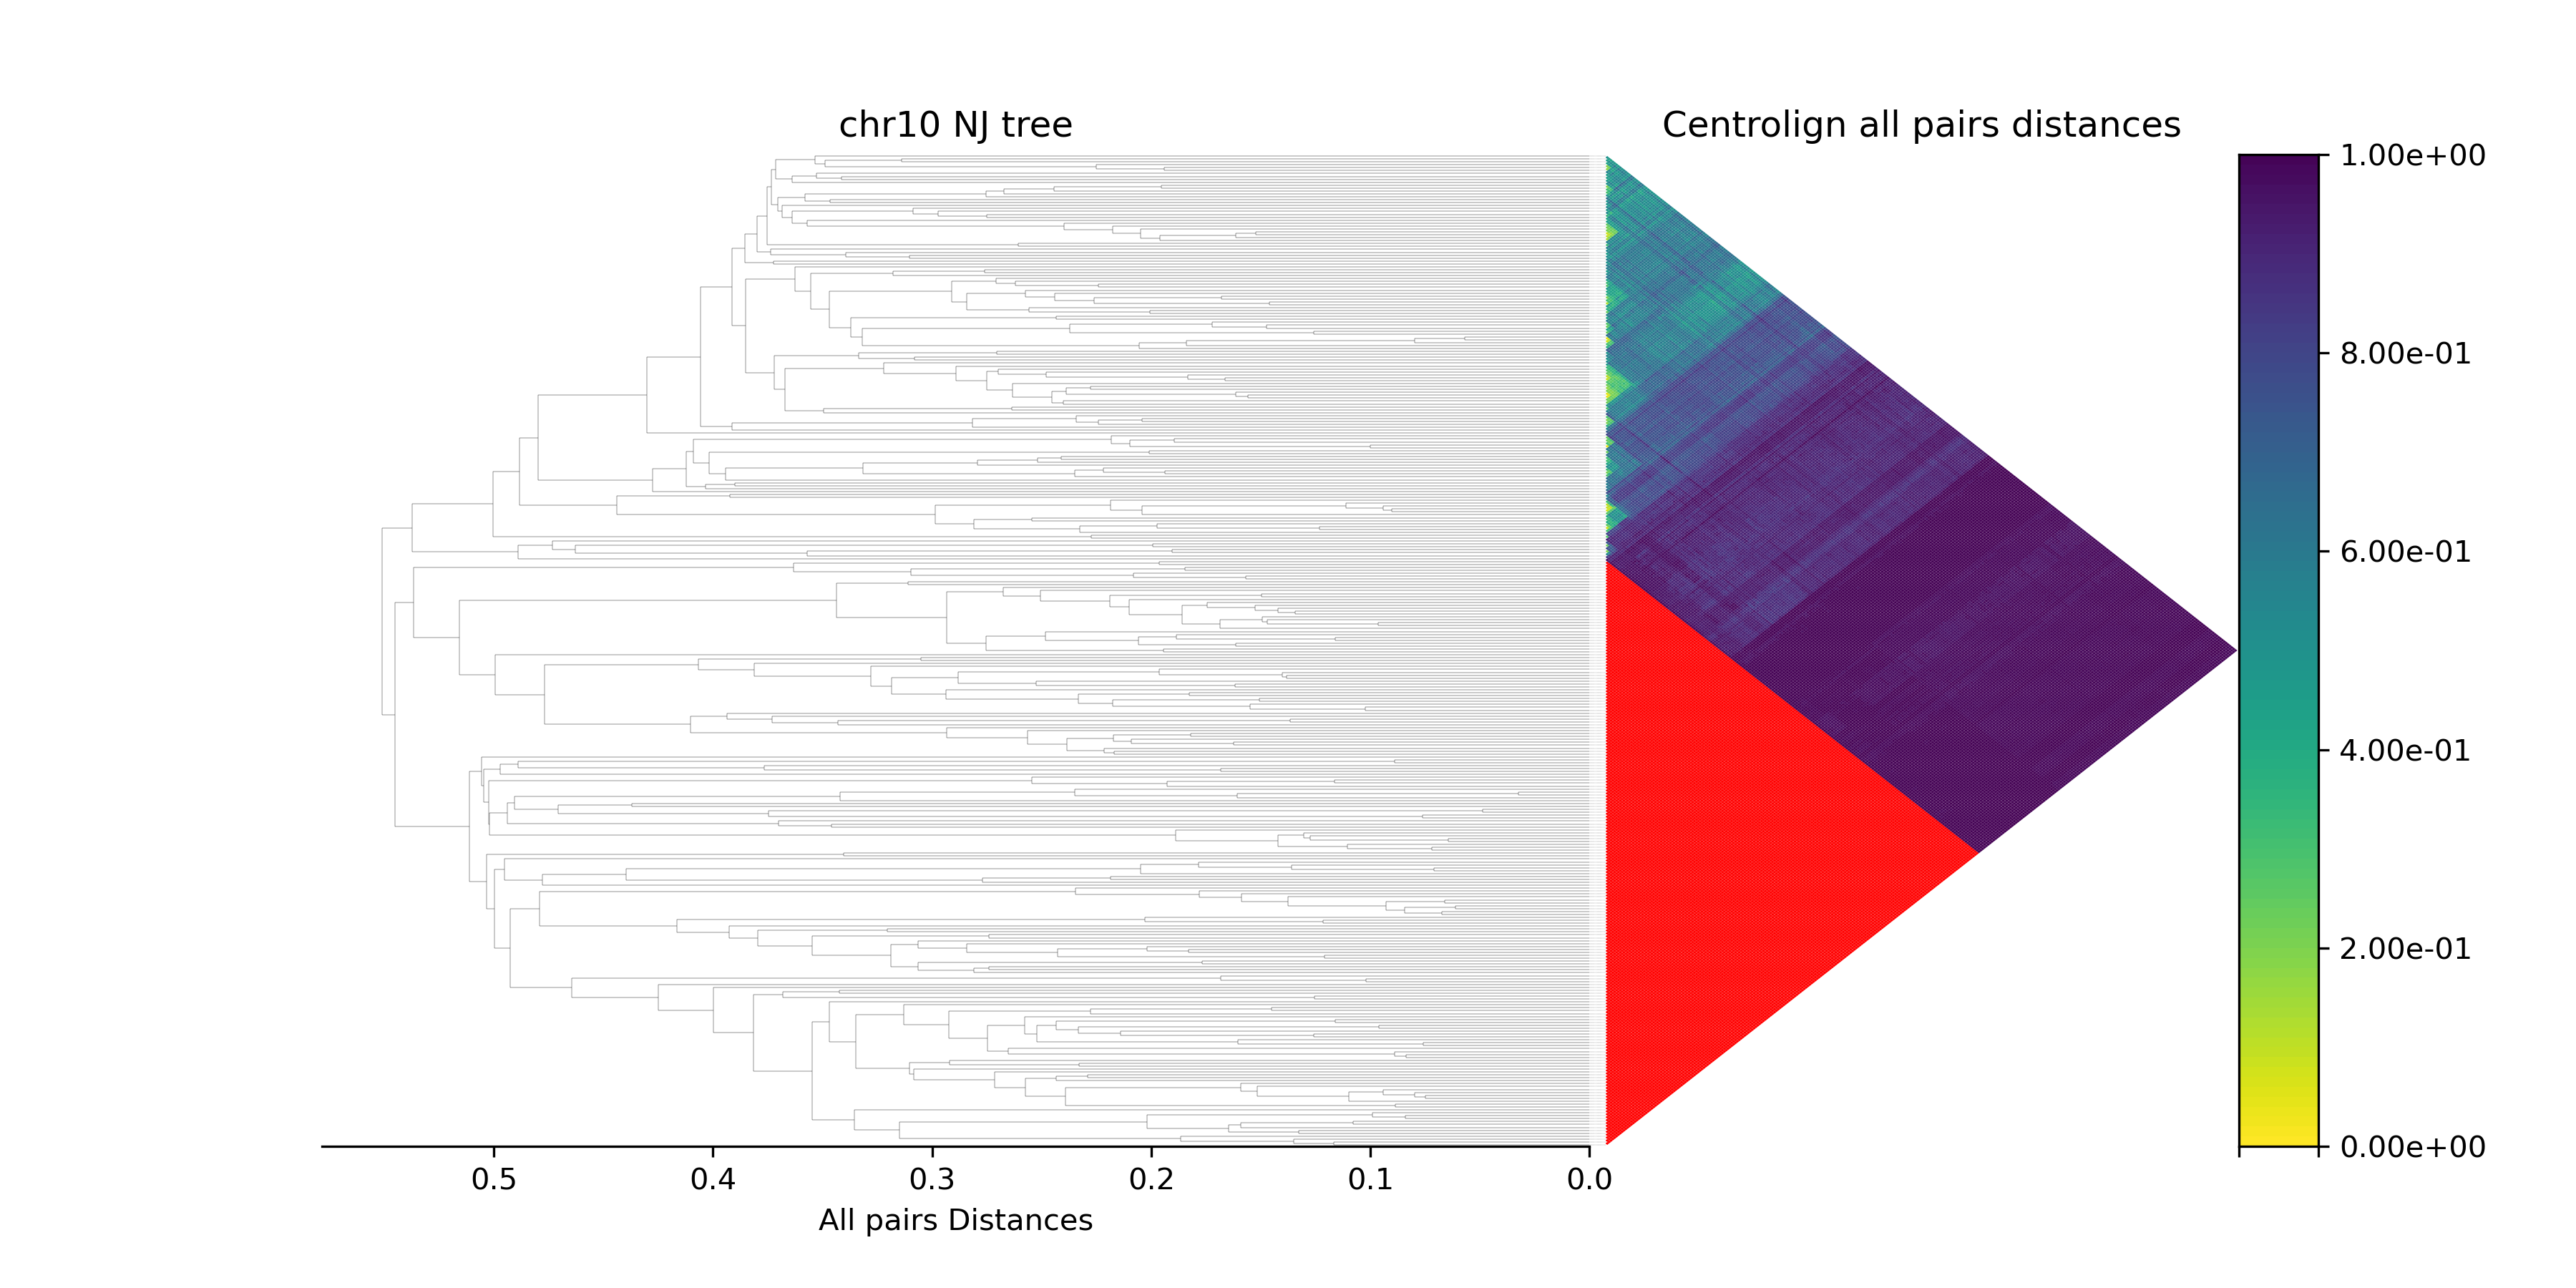 chr10 NJ tree
Centrolign all pairs distances
1.00e+00
8.00e-01
6.00e-01
4.00e-01
2.00e-01
0.00e+00
0.5 0.4 0.3 0.2 0.1 0.0
All pairs Distances